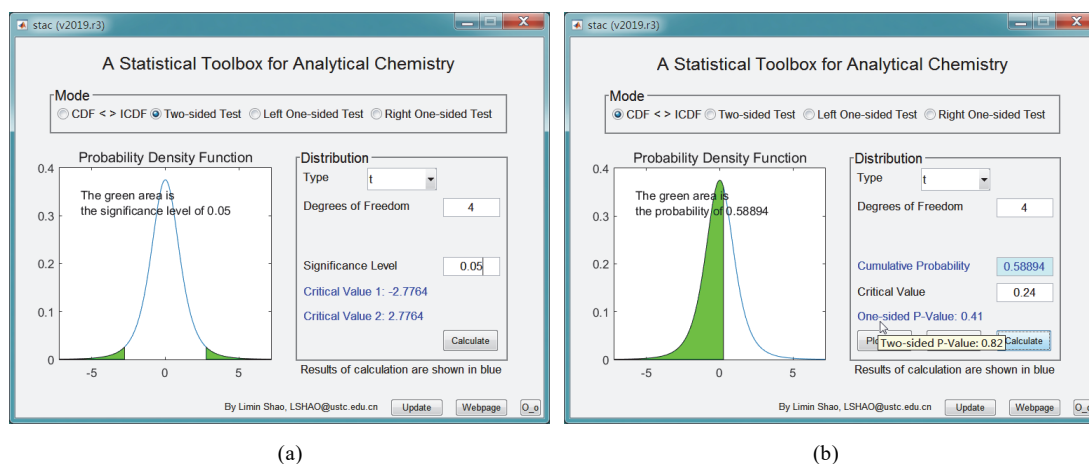 stac (v2019.r3)
A Statistical Toolbox for Analytical Chemistry
Mode
CDF < > ICDF Two-sided Test Left One-sided Test Right One-sided Test
Probability Density Function
The green area is
the significance level of 0.05
0.4
0.3
0.2
0.1
0
-5 0 5
Distribution
Type t
Degrees of Freedom 4
Significance Level 0.05
Critical Value 1: -2.7764
Critical Value 2: 2.7764
Calculate
Results of calculation are shown in blue
By Limin Shao, LSHAO@ustc.edu.cn Update Webpage O_o
(a)
stac (v2019.r3)
A Statistical Toolbox for Analytical Chemistry
Mode
CDF < > ICDF Two-sided Test Left One-sided Test Right One-sided Test
Probability Density Function
The green area is
the probability of 0.58894
0.4
0.3
0.2
0.1
0
-5 0 5
Distribution
Type t
Degrees of Freedom 4
Cumulative Probability 0.58894
Critical Value 0.24
One-sided P-Value: 0.41
Two-sided P-Value: 0.82
Calculate
Results of calculation are shown in blue
By Limin Shao, LSHAO@ustc.edu.cn Update Webpage O_o
(b)